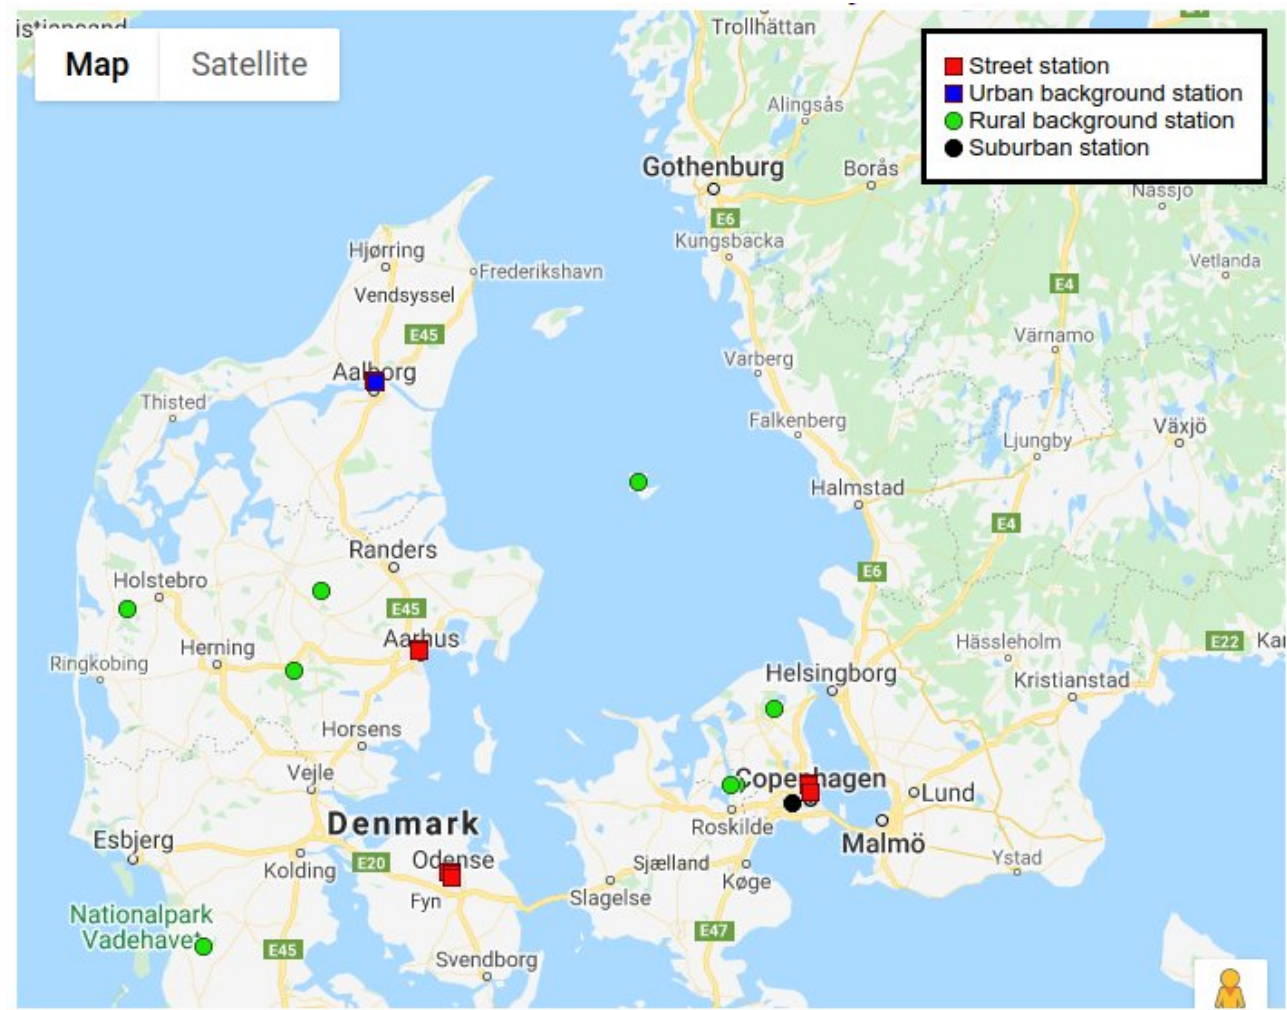 Trollhättan
Map
Satellite
Street station
Urban background station
Rural background station
Suburban station
Alingsås
Gothenburg
Borås
Nässjö
E6
Kungsbacka
Hjørring
Frederikshavn
Vetlanda
E4
Vendsyssel
E45
Värnamo
Varberg
Aalborg
Thisted
Falkenberg
Växjö
Ljungby
Halmstad
E4
Randers
E6
Holstebro
E45
Aarhus
Hässleholm
E22
Herning
Ringkobing
Helsingborg
Kristianstad
Horsens
Vejle
Copenhagen
Lund
Denmark
Roskilde
Esbjerg
Malmö
Odense
E20
Kolding
Sjælland
Ystad
Køge
Fyn
Slagelse
Nationalpark
Vadehavet
E47
E45
Svendborg